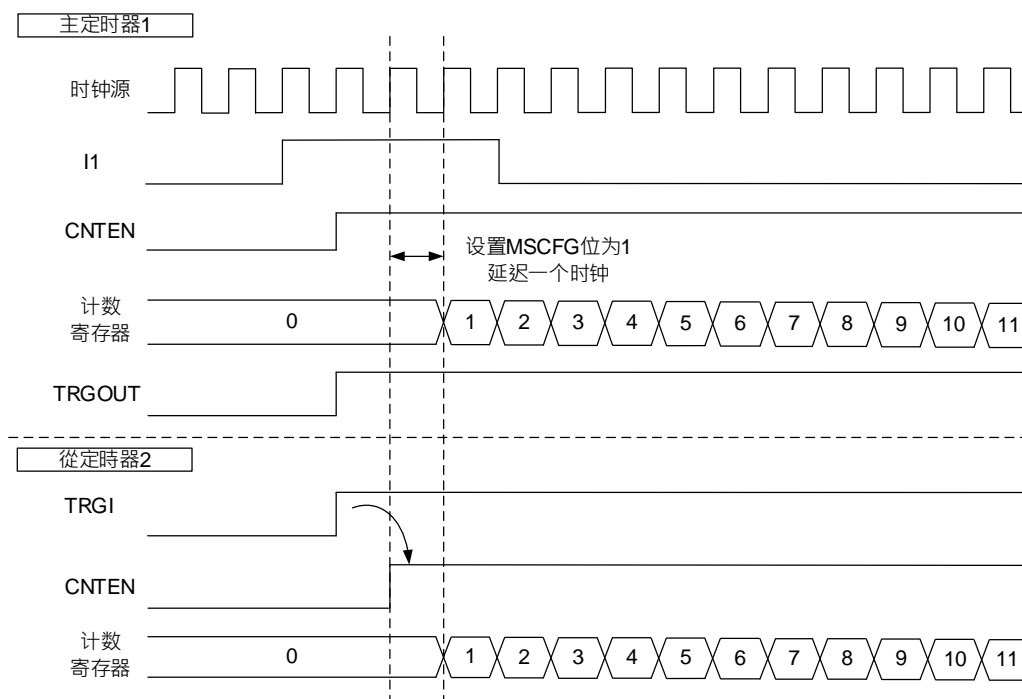 主定时器1
时钟源
I1
CNTEN
设置MSCFG位为1
延迟一个时钟
计数
寄存器
0 1 2 3 4 5 6 7 8 9 10 11
TRGOUT
從定時器2
TRGI
CNTEN
计数
寄存器
0 1 2 3 4 5 6 7 8 9 10 11